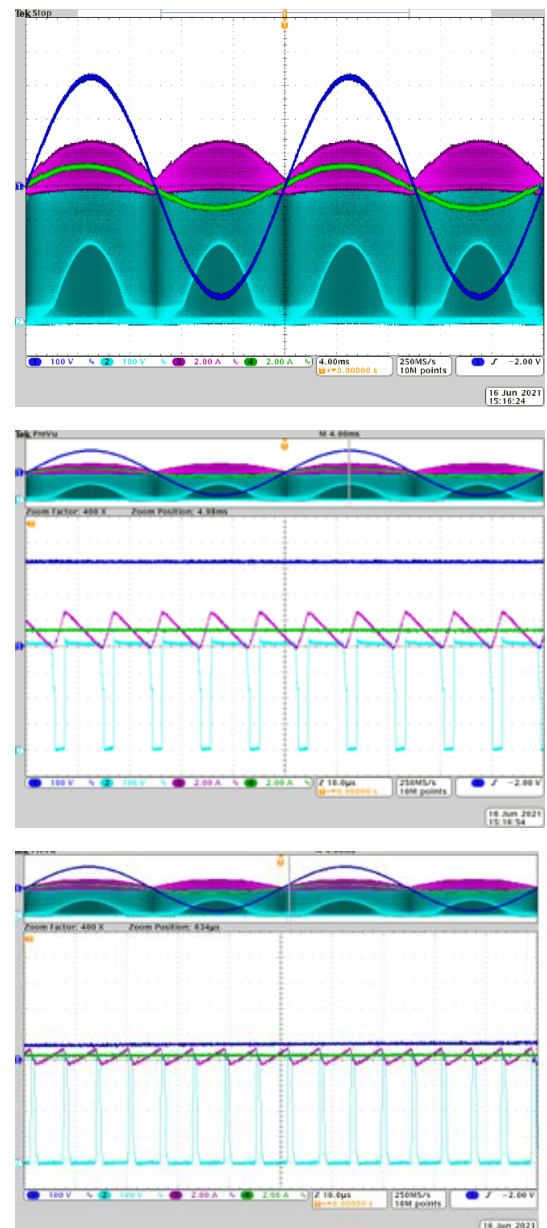 Tek Stop
1 100 V 2 100 V 3 2.00 A 4 2.00 A 4.00ms 250MS/s 1 -2.00 V
0.00000 s 10M points
16 Jun 2021
15:16:24
Tek PreVu M 4.00ms
Zoom Factor: 400 X Zoom Position: 4.98ms
100 V 100 V 2.00 A 2.00 A Z 10.0µs 250MS/s -2.00 V
0.00000 s 10M points
16 Jun 2021
15:16:54
Zoom Factor: 400 X Zoom Position: 634µs
100 V 100 V 2.00 A 2.00 A Z 10.0µs 250MS/s -2.00 V
0.00000 s 10M points
16 Jun 2021